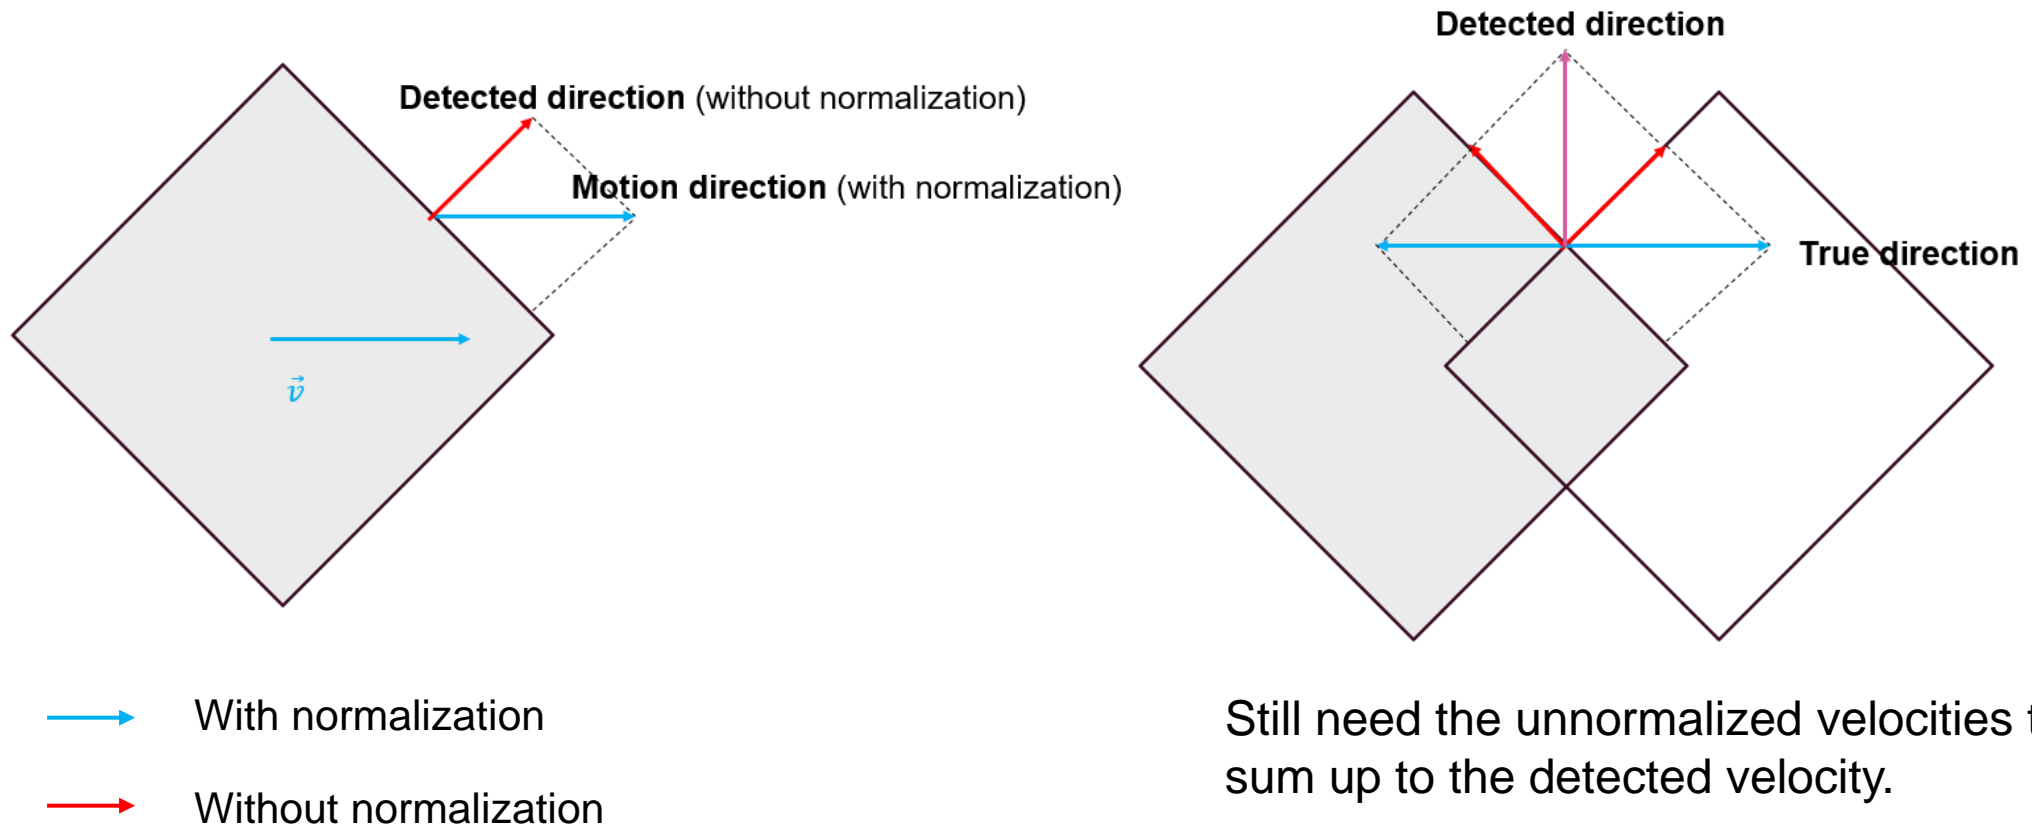 Detected direction (without normalization)
Motion direction (with normalization)
v⃗
With normalization
Without normalization
Detected direction
True direction
Still need the unnormalized velocities
sum up to the detected velocity.